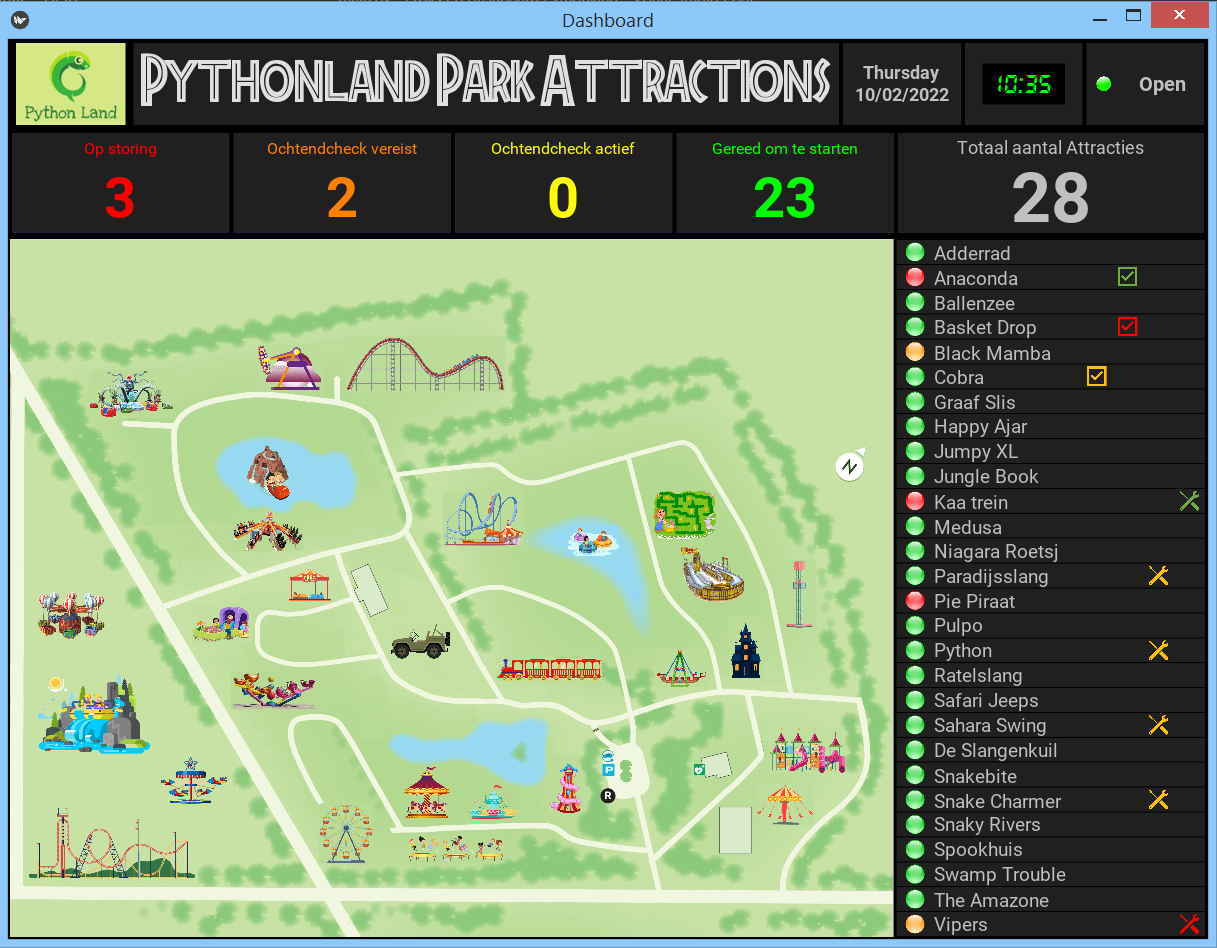 Dashboard
Python Land
PYTHONLAND PARK ATTRACTIONS
Thursday
10/02/2022
10:35
Open
Op storing
3
Ochtendcheck vereist
2
Ochtendcheck actief
0
Gereed om te starten
23
Totaal aantal Attracties
28
Adderrad
Anaconda
Ballenzee
Basket Drop
Black Mamba
Cobra
Graaf Slis
Happy Ajar
Jumpy XL
Jungle Book
Kaa trein
Medusa
Niagara Roetsj
Paradijsslang
Pie Piraat
Pulpo
Python
Ratelslang
Safari Jeeps
Sahara Swing
De Slangenkuil
Snakebite
Snake Charmer
Snaky Rivers
Spookhuis
Swamp Trouble
The Amazone
Vipers
N
P
R